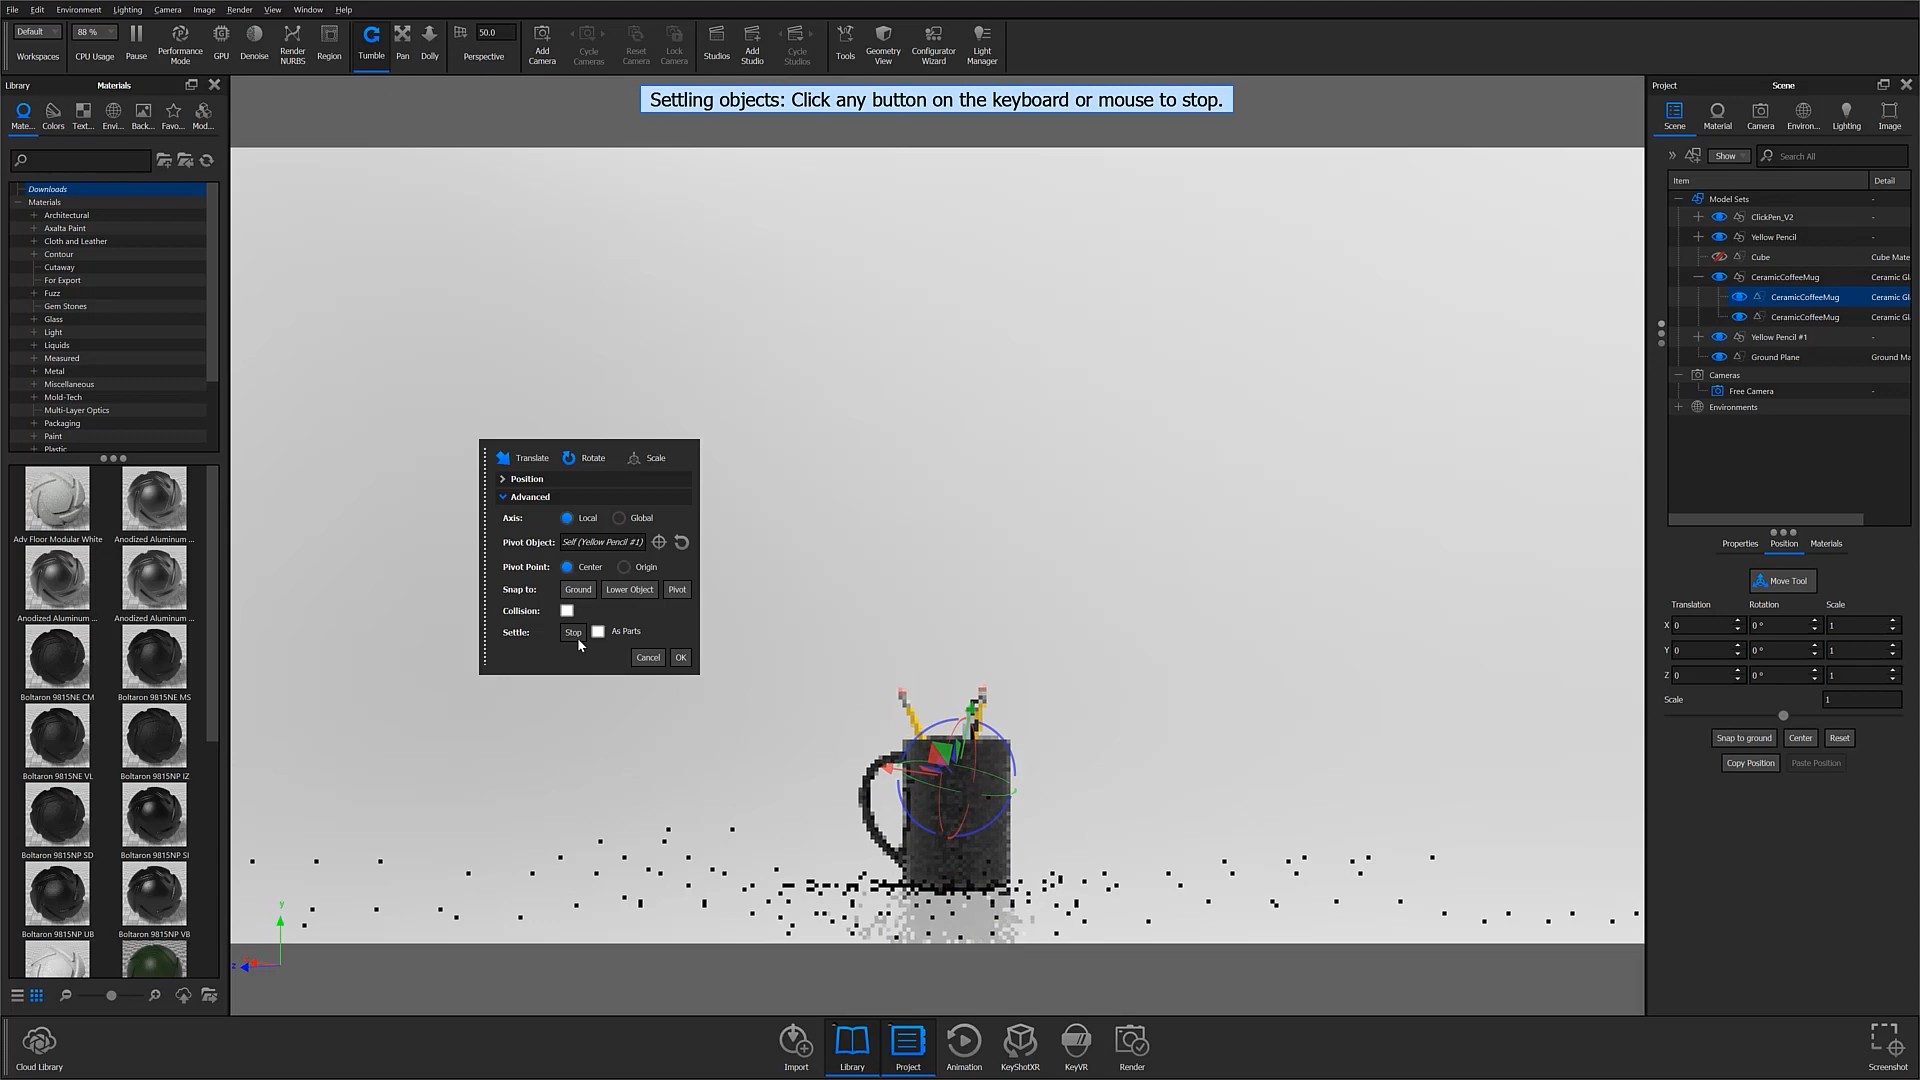 File Edit Environment Lighting Camera Image Render View Window Help
Default 88 % 50.0
Workspaces CPU Usage Pause Performance Mode GPU Denoise Render NURBS Region Tumble Pan Dolly Perspective Add Camera Cycle Cameras Reset Camera Lock Camera Studios Add Studio Cycle Studios Tools Geometry View Configurator Wizard Light Manager
Library Materials
Mate... Colors Text... Envi... Back... Favo... Mod...
Downloads
Materials
Architectural
Axalta Paint
Cloth and Leather
Contour
Cutaway
For Export
Fuzz
Gem Stones
Glass
Light
Liquids
Measured
Metal
Miscellaneous
Mold-Tech
Multi-Layer Optics
Packaging
Paint
Plastic
Adv Floor Modular White Anodized Aluminum ...
Anodized Aluminum ... Anodized Aluminum ...
Boltaron 9815NE CM Boltaron 9815NE MS
Boltaron 9815NE VL Boltaron 9815NP IZ
Boltaron 9815NP SD Boltaron 9815NP SI
Boltaron 9815NP UB Boltaron 9815NP VB
Settling objects: Click any button on the keyboard or mouse to stop.
Translate Rotate Scale
Position
Advanced
Axis: Local Global
Pivot Object: Self (Yellow Pencil #1)
Pivot Point: Center Origin
Snap to: Ground Lower Object Pivot
Collision:
Settle: Stop As Parts
Cancel OK
y
z
Project Scene
Scene Material Camera Environ... Lighting Image
Show Search All
Item Detail
Model Sets -
ClickPen_V2 -
Yellow Pencil -
Cube Cube Mate
CeramicCoffeeMug Ceramic Gl
CeramicCoffeeMug Ceramic Gl
CeramicCoffeeMug Ceramic Gl
Yellow Pencil #1 -
Ground Plane Ground Ma
Cameras
Free Camera -
Environments
Properties Position Materials
Move Tool
Translation Rotation Scale
X 0 0 ° 1
Y 0 0 ° 1
Z 0 0 ° 1
Scale 1
Snap to ground Center Reset
Copy Position Paste Position
Cloud Library Import Library Project Animation KeyShotXR KeyVR Render Screenshot